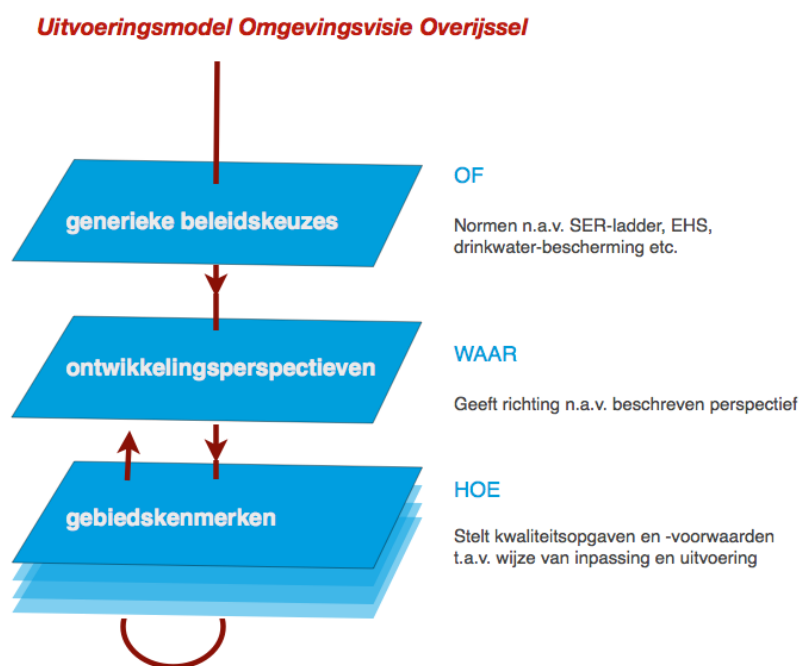 Uitvoeringsmodel Omgevingsvisie Overijssel
generieke beleidskeuzes
OF
Normen n.a.v. SER-ladder, EHS,
drinkwater-bescherming etc.
ontwikkelingsperspectieven
WAAR
Geeft richting n.a.v. beschreven perspectief
gebiedskenmerken
HOE
Stelt kwaliteitsopgaven en -voorwaarden
t.a.v. wijze van inpassing en uitvoering